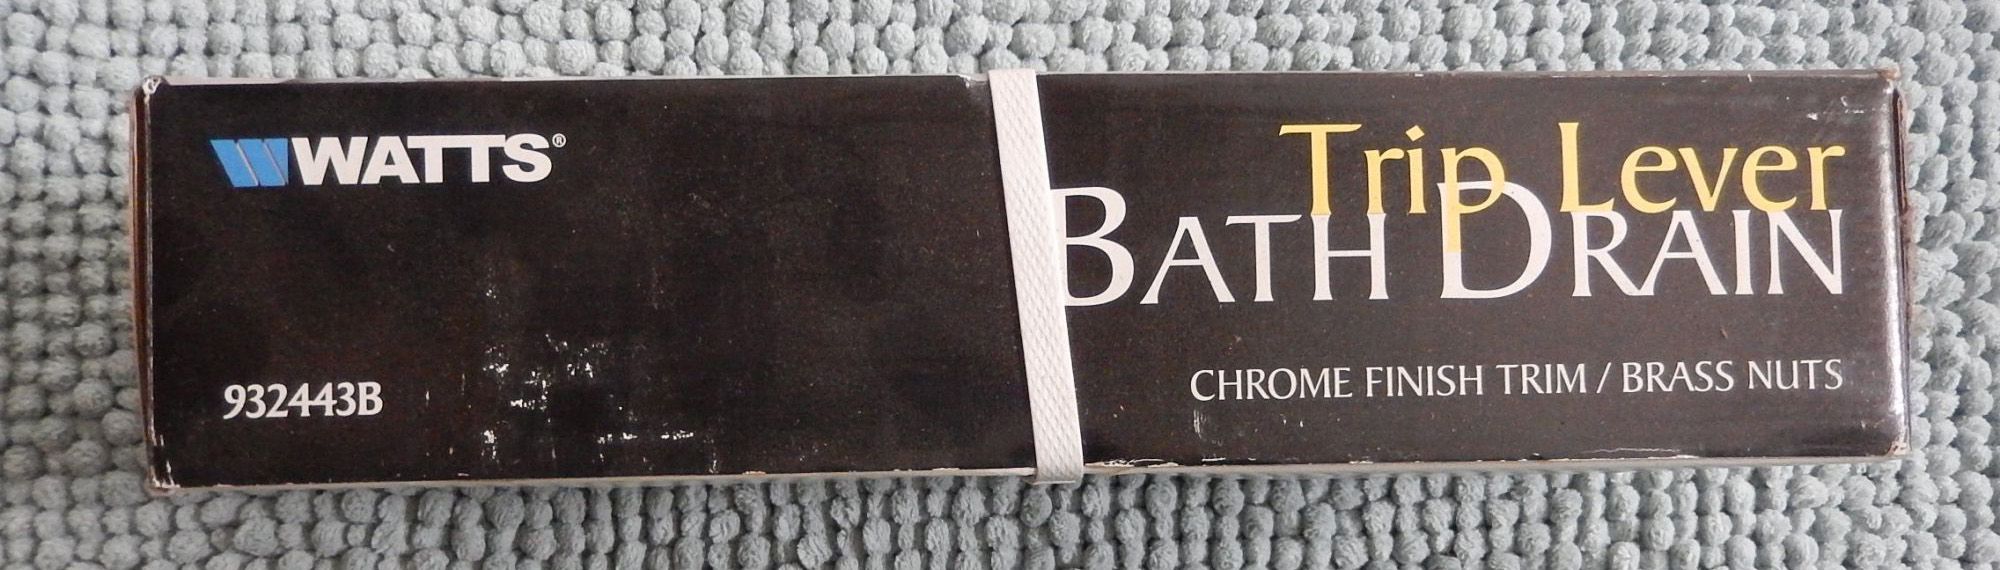 WATTS®
932443B
Trip Lever
BATH DRAIN
CHROME FINISH TRIM / BRASS NUTS